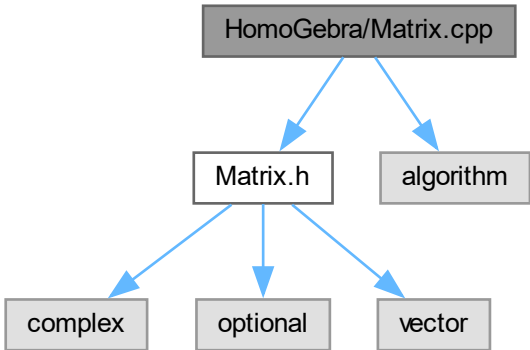 HomoGebra/Matrix.cpp
Matrix.h
algorithm
complex
optional
vector